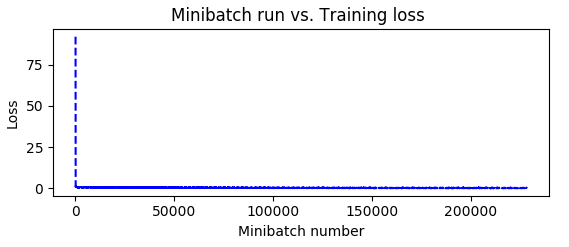 Minibatch run vs. Training loss
75
50
25
0
Loss
0 50000 100000 150000 200000
Minibatch number